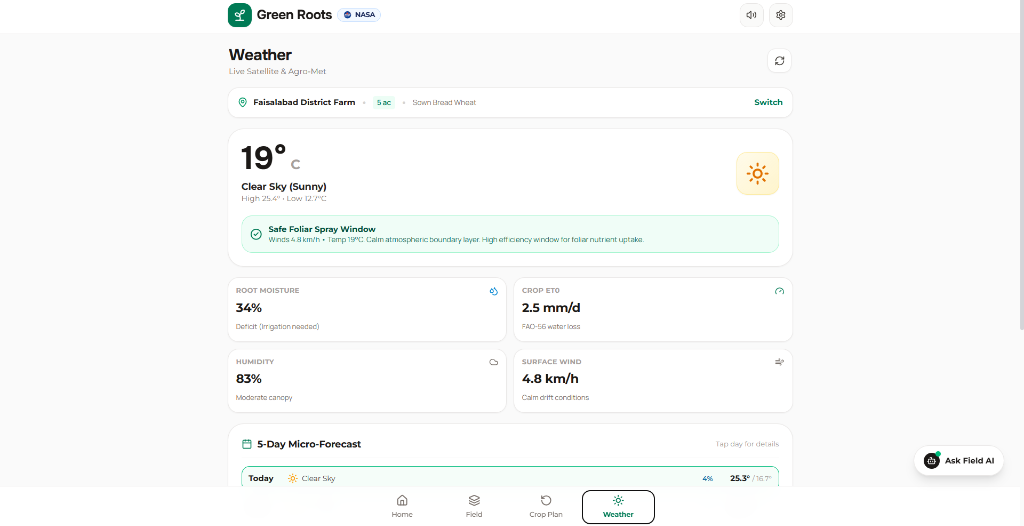 Green Roots NASA
Weather
Live Satellite & Agro-Met
Faisalabad District Farm • 5 ac • Sown Bread Wheat Switch
19° C
Clear Sky (Sunny)
High 25.4° • Low 12.7°C
Safe Foliar Spray Window
Winds 4.8 km/h • Temp 19°C. Calm atmospheric boundary layer. High efficiency window for foliar nutrient uptake.
ROOT MOISTURE
34%
Deficit (Irrigation needed)
CROP ET0
2.5 mm/d
FAO-56 water loss
HUMIDITY
83%
Moderate canopy
SURFACE WIND
4.8 km/h
Calm drift conditions
5-Day Micro-Forecast Tap day for details
Today Clear Sky 4% 25.3° / 16.7°
Ask Field AI
Home Field Crop Plan Weather